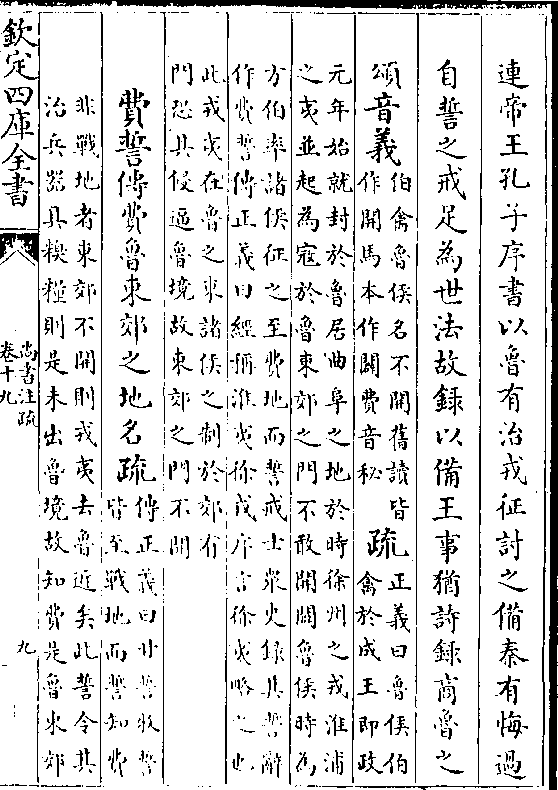 連帝王孔子序書以魯有治戎征討之備秦有悔過
自誓之戒足為世法故錄以備王事猶詩錄商魯之
頌音義
伯禽魯侯名不開舊讀皆
作開馬本作闢費音秘
疏
正義曰魯侯伯
禽於成王即政
元年始就封於魯居曲阜之地於時徐州之戎淮浦
之夷並起為寇於魯東郊之門不敢開闢魯侯時為
方伯率諸侯征之至費地而誓戒士眾史錄其誓辭
作費誓傳正義曰經稱淮夷徐戎序言徐夷略之也
此戎夷在魯之東諸侯之制於郊有
門恐其侵逼魯境故東郊之門不開
費誓傳費魯東郊之地名疏
傳正義曰甘誓牧誓
皆至戰地而誓知費
非戰地者東郊不開則戎夷去魯近矣此誓令其
治兵器具糗糧則是未出魯境故知費是魯東郊
欽定四庫全書
尚書注疏
卷十九
九